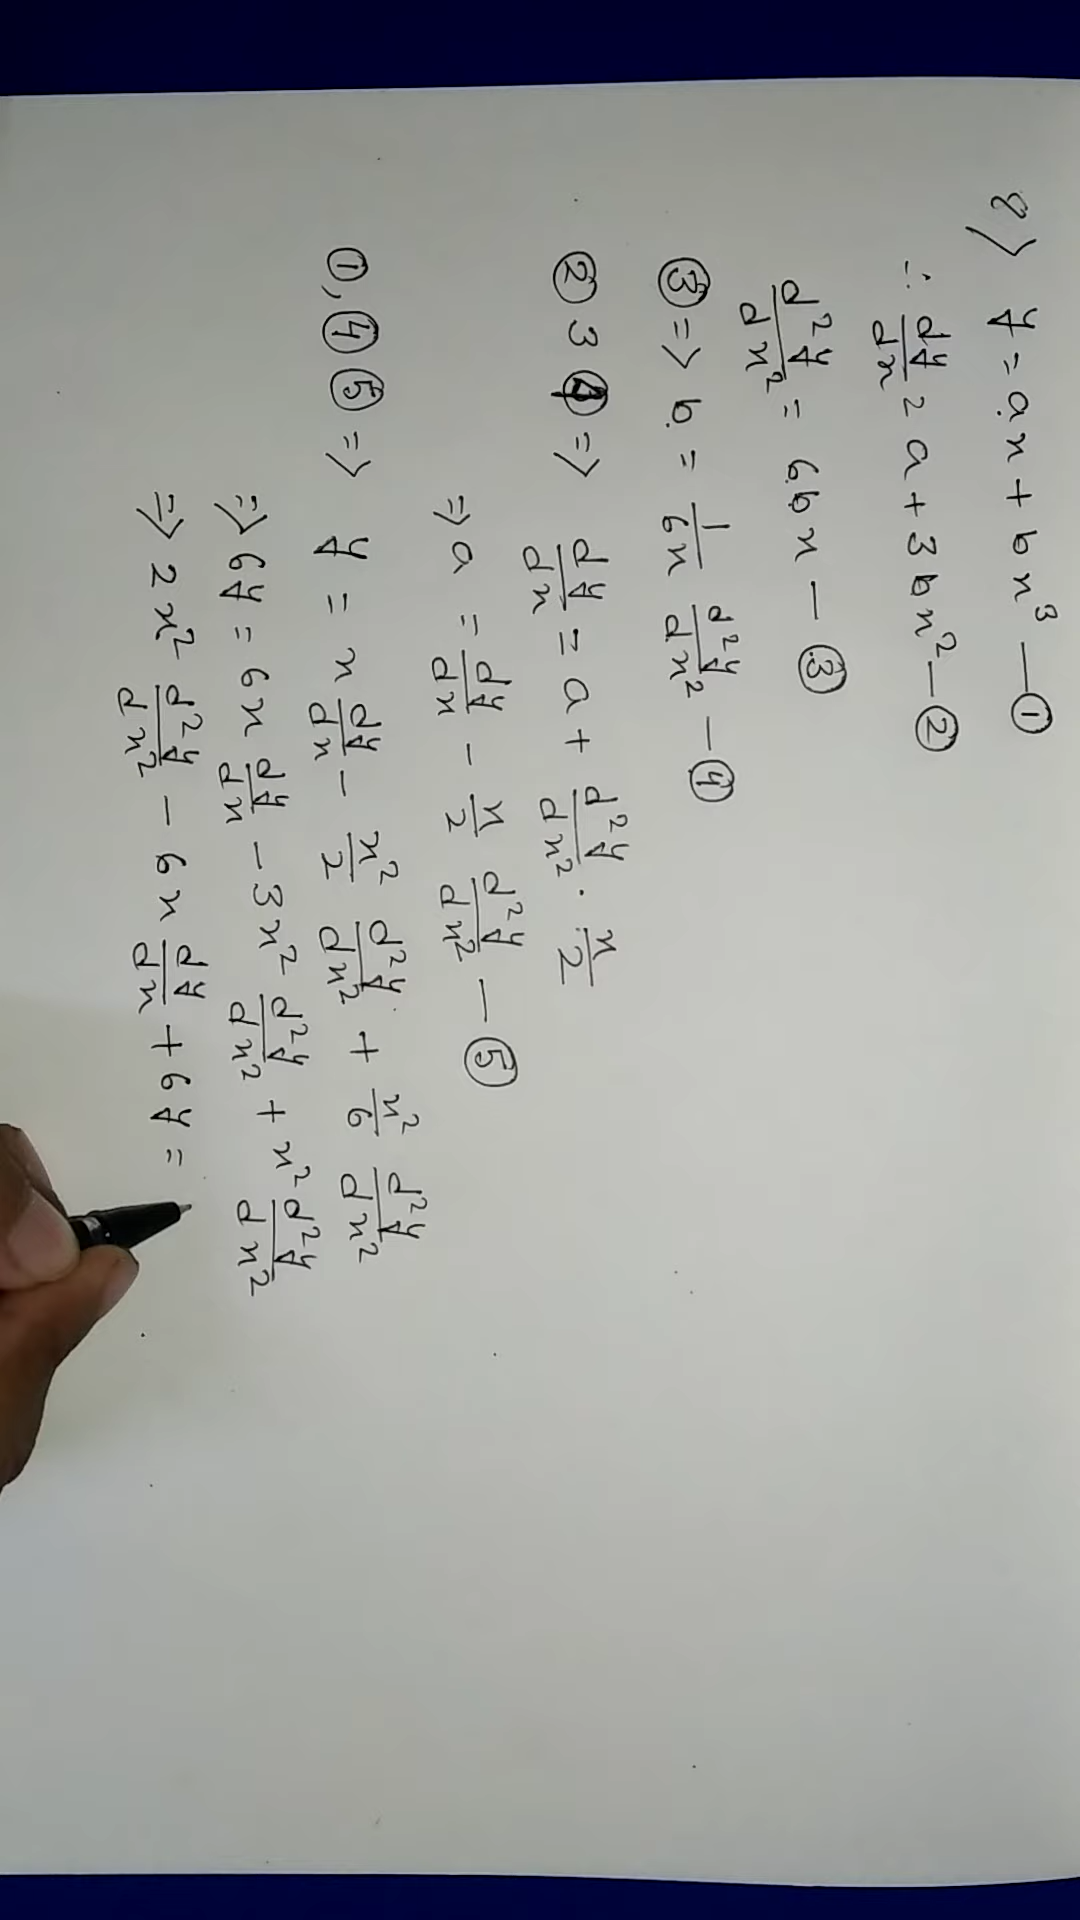 8> y = ax + bx³ — ①
∴ dy/dx = a + 3bx² — ②
d²y/dx² = 6bx — ③
③ => b = 1/6x d²y/dx² — ④
② 3 ④ => dy/dx = a + d²y/dx² · x/2
=> a = dy/dx - x/2 d²y/dx² — ⑤
①, ④ ⑤ => y = x dy/dx - x²/2 d²y/dx² + x²/6 d²y/dx²
=> 6y = 6x dy/dx - 3x² d²y/dx² + x² d²y/dx²
=> 2x² d²y/dx² - 6x dy/dx + 6y =